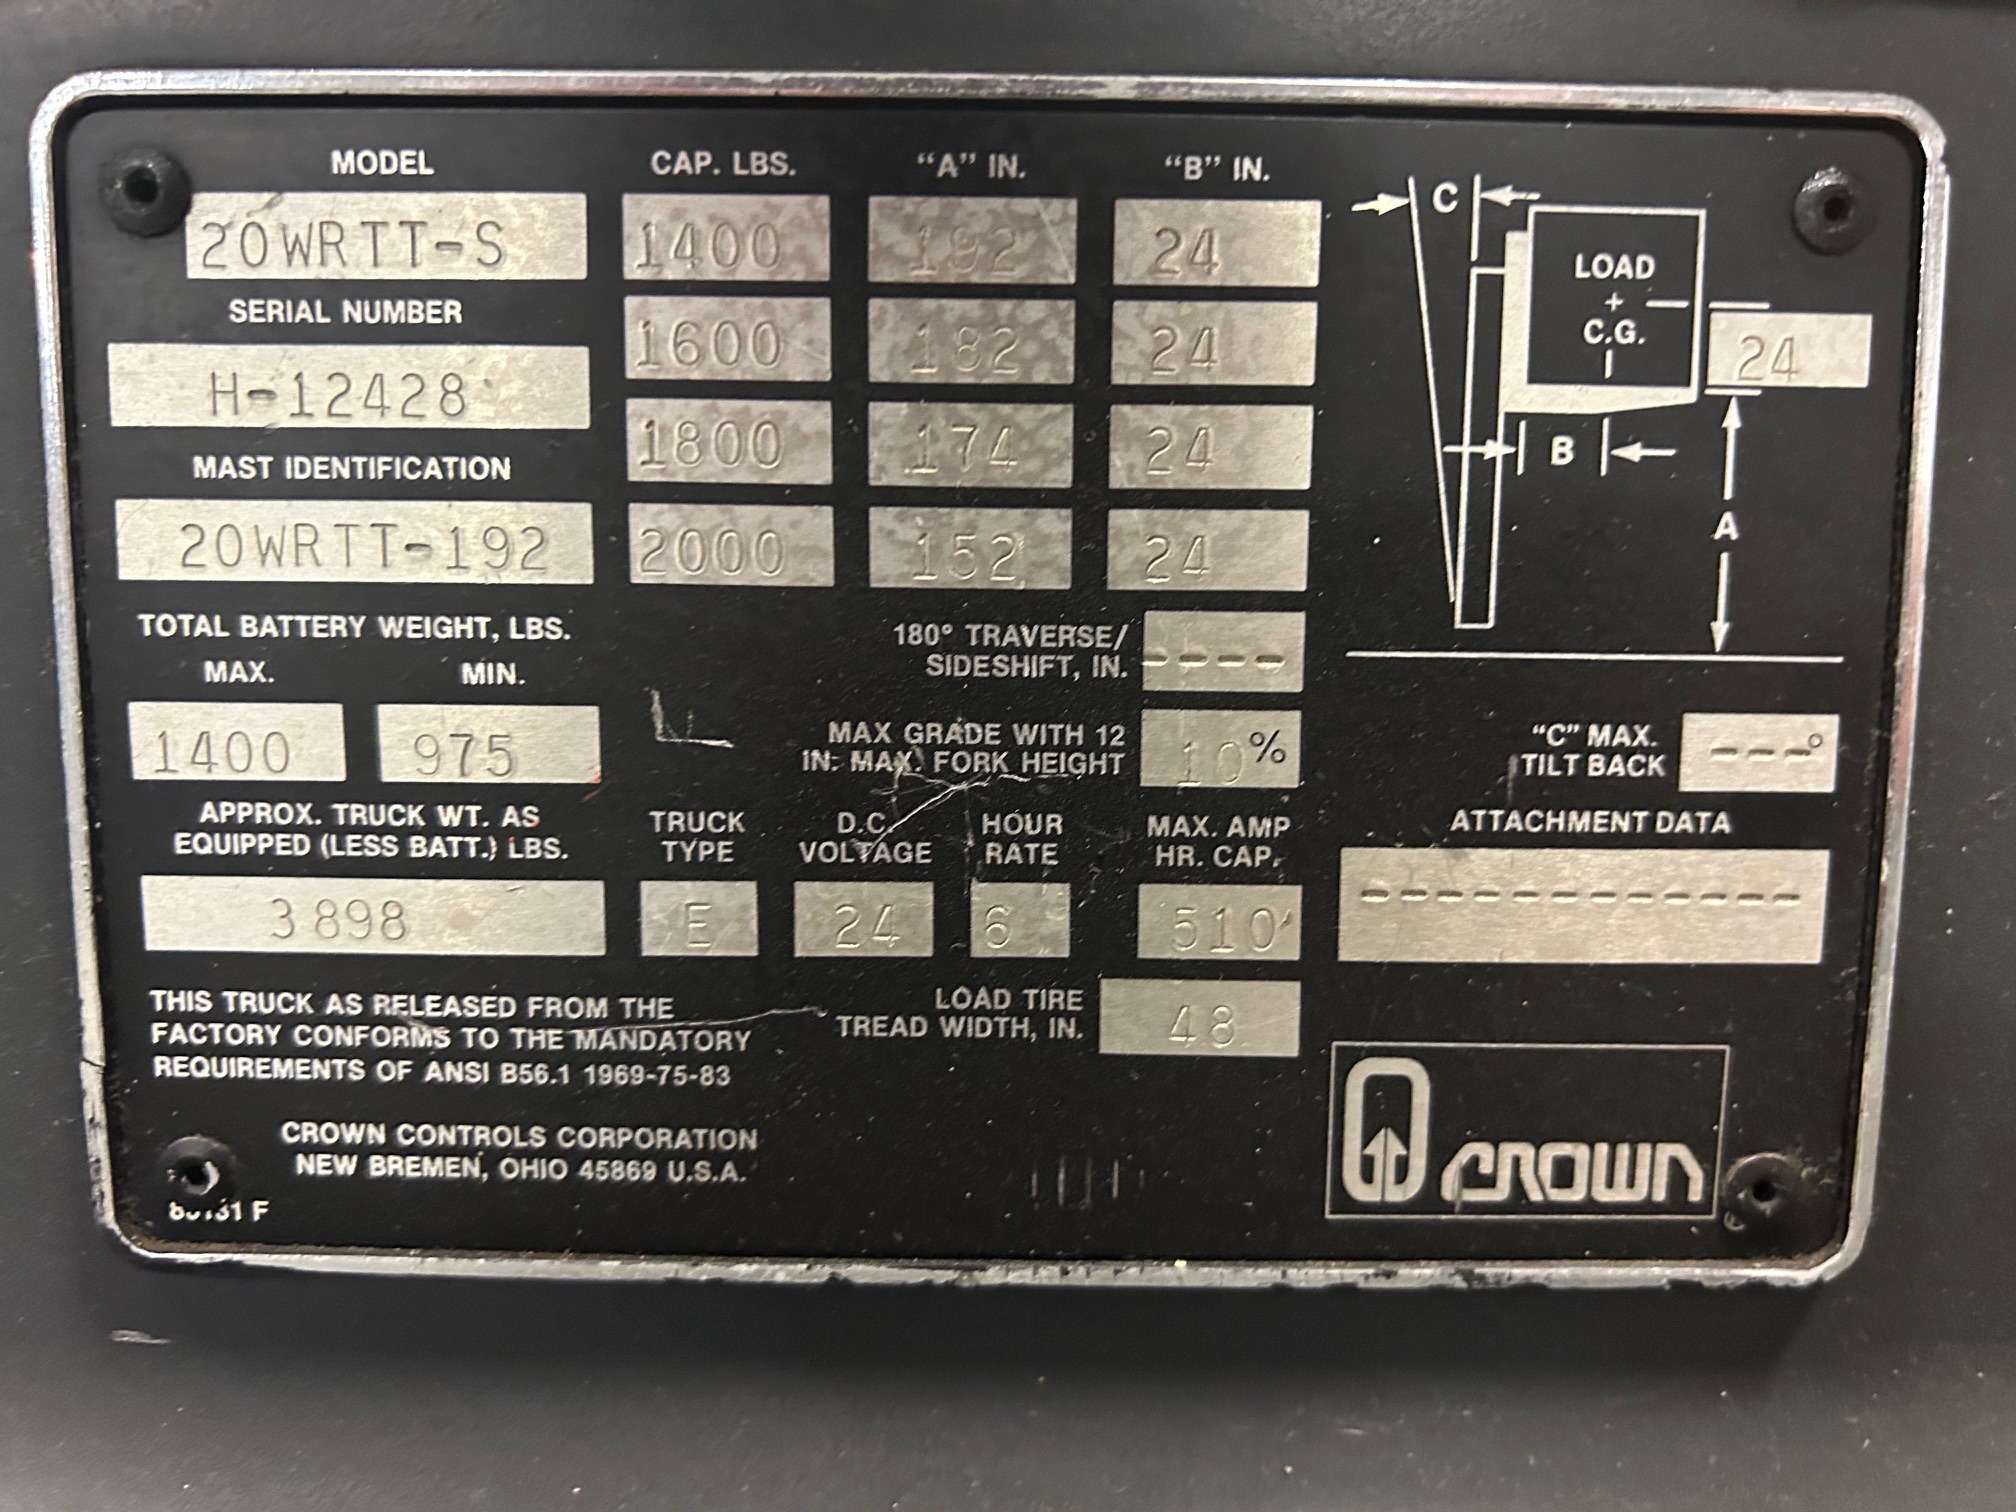 MODEL CAP. LBS. "A" IN. "B" IN.
20WRTT-S 1400 192 24
SERIAL NUMBER 1600 182 24
H-12428 1800 174 24
MAST IDENTIFICATION 2000 152 24
20WRTT-192
C
LOAD
+
C.G.
24
B
A
TOTAL BATTERY WEIGHT, LBS.
MAX. MIN.
1400 975
180° TRAVERSE/
SIDESHIFT, IN. ----
MAX GRADE WITH 12
IN. MAX. FORK HEIGHT 10%
"C" MAX.
TILT BACK ---°
APPROX. TRUCK WT. AS
EQUIPPED (LESS BATT.) LBS.
3898
TRUCK
TYPE
E
D.C.
VOLTAGE
24
HOUR
RATE
6
MAX. AMP
HR. CAP.
510
ATTACHMENT DATA
------------
LOAD TIRE
TREAD WIDTH, IN. 48
THIS TRUCK AS RELEASED FROM THE
FACTORY CONFORMS TO THE MANDATORY
REQUIREMENTS OF ANSI B56.1 1969-75-83
CROWN CONTROLS CORPORATION
NEW BREMEN, OHIO 45869 U.S.A.
CROWN